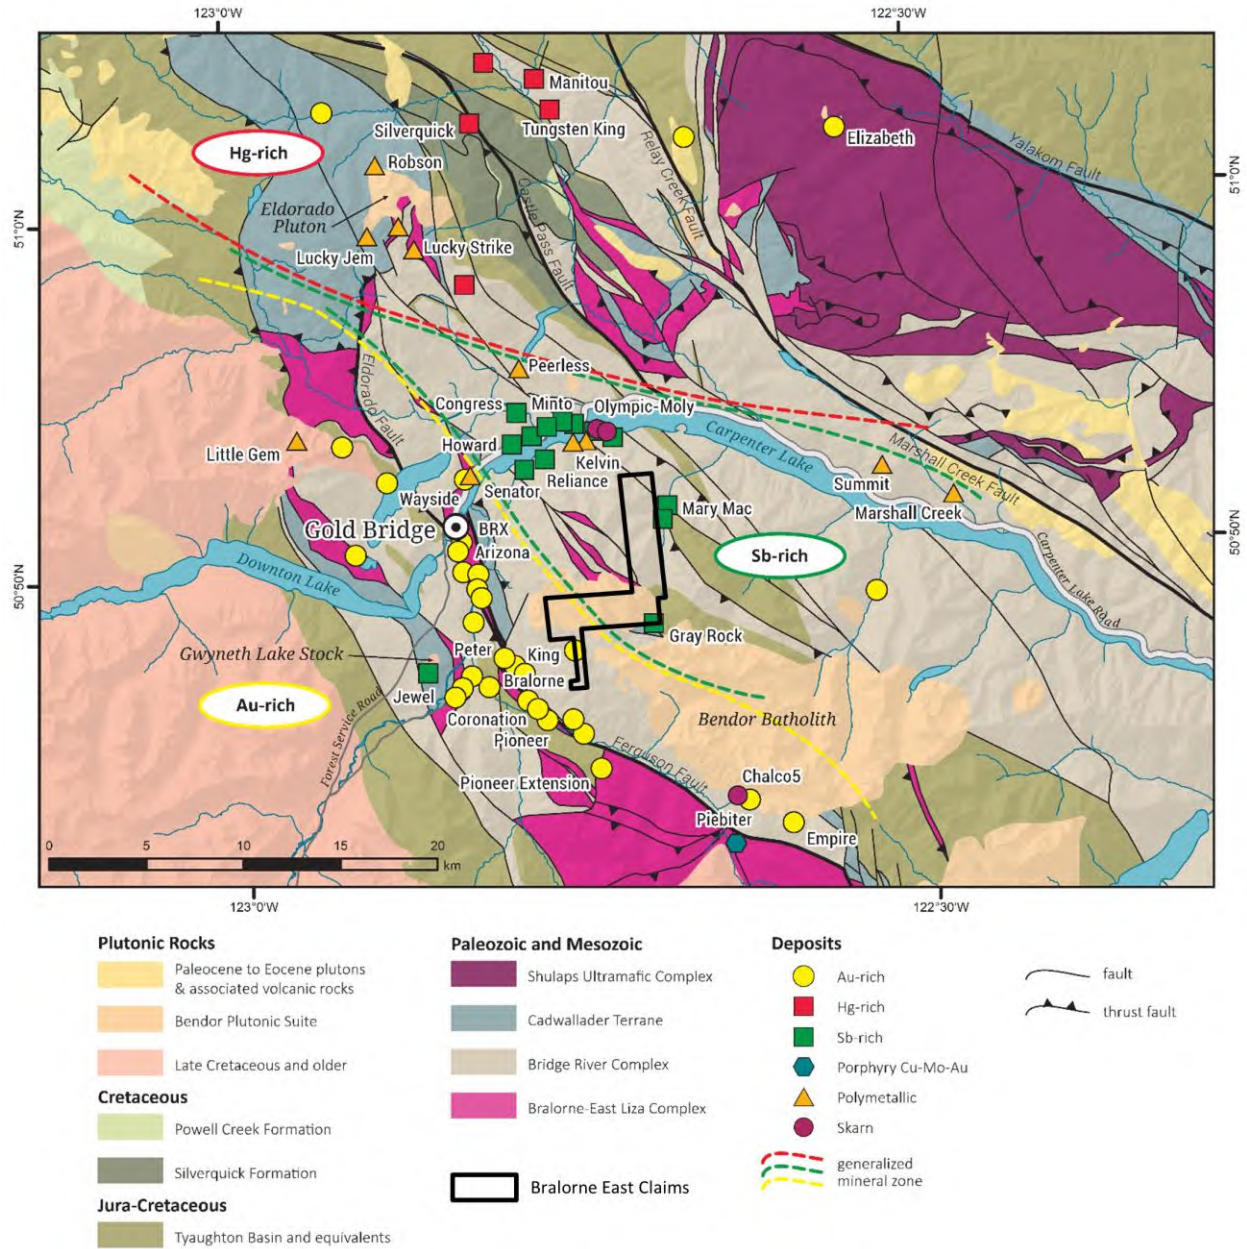 123°0'W
122°30'W
Manitou
Silverquick
Tungsten King
Hg-rich
Robson
Elizabeth
Relay Creek Fault
Yalakom Fault
51°0'N
51°0'N
Eldorado
Pluton
Castle Pass Fault
Lucky Strike
Lucky Jem
Eldorado Fault
Peerless
Congress
Minto
Olympic-Moly
Carpenter Lake
Marshall Creek Fault
Howard
Little Gem
Kelvin
Reliance
Summit
Wayside
Senator
Marshall Creek
Mary Mac
Gold Bridge
BRX
Arizona
Sb-rich
50°50'N
50°50'N
Downton Lake
Carpenter Lake Road
Gray Rock
Gwyneth Lake Stock
Peter
King
Bralorne
Jewel
Au-rich
Coronation
Pioneer
Bendor Batholith
Forest Service Road
Ferguson Fault
Pioneer Extension
Chalco5
Piebiter
Empire
0 5 10 15 20
km
123°0'W
122°30'W
Plutonic Rocks
Paleocene to Eocene plutons
& associated volcanic rocks
Bendor Plutonic Suite
Late Cretaceous and older
Cretaceous
Powell Creek Formation
Silverquick Formation
Jura-Cretaceous
Tyaughton Basin and equivalents
Paleozoic and Mesozoic
Shulaps Ultramafic Complex
Cadwallader Terrane
Bridge River Complex
Bralorne-East Liza Complex
Bralorne East Claims
Deposits
Au-rich
Hg-rich
Sb-rich
Porphyry Cu-Mo-Au
Polymetallic
Skarn
generalized
mineral zone
fault
thrust fault